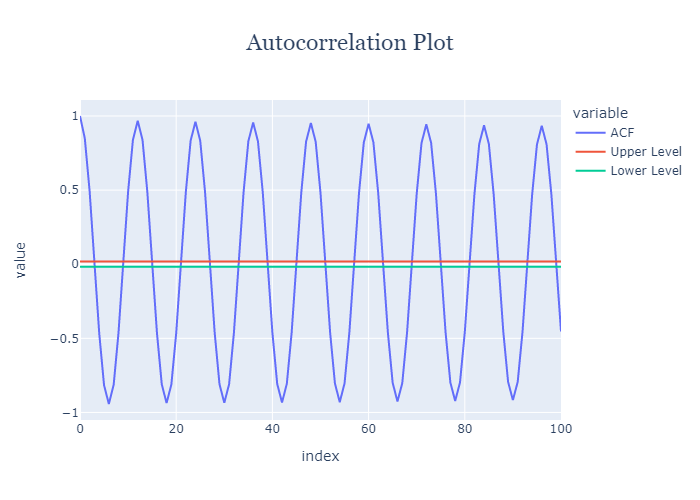 Autocorrelation Plot
variable
ACF
Upper Level
Lower Level
value
1
0.5
0
−0.5
−1
0 20 40 60 80 100
index